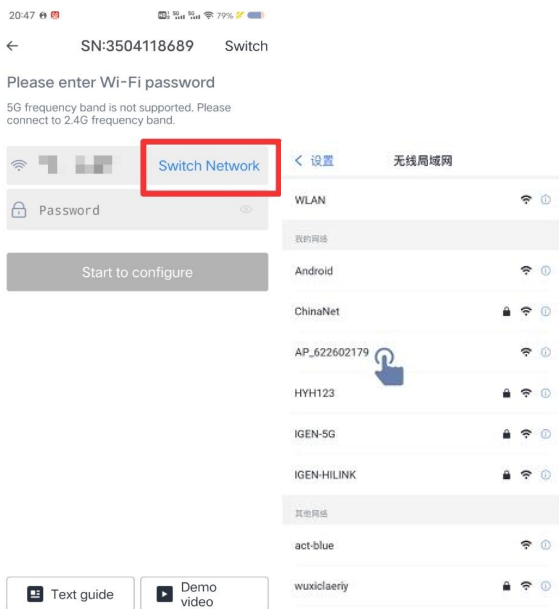 20:47
79%
SN:3504118689 Switch
Please enter Wi-Fi password
5G frequency band is not supported. Please
connect to 2.4G frequency band.
Switch Network
Password
Start to configure
Text guide
Demo
video
设置 无线局域网
WLAN
我的网络
Android
ChinaNet
AP_622602179
HYH123
IGEN-5G
IGEN-HILINK
其他网络
act-blue
wuxiclaeriy